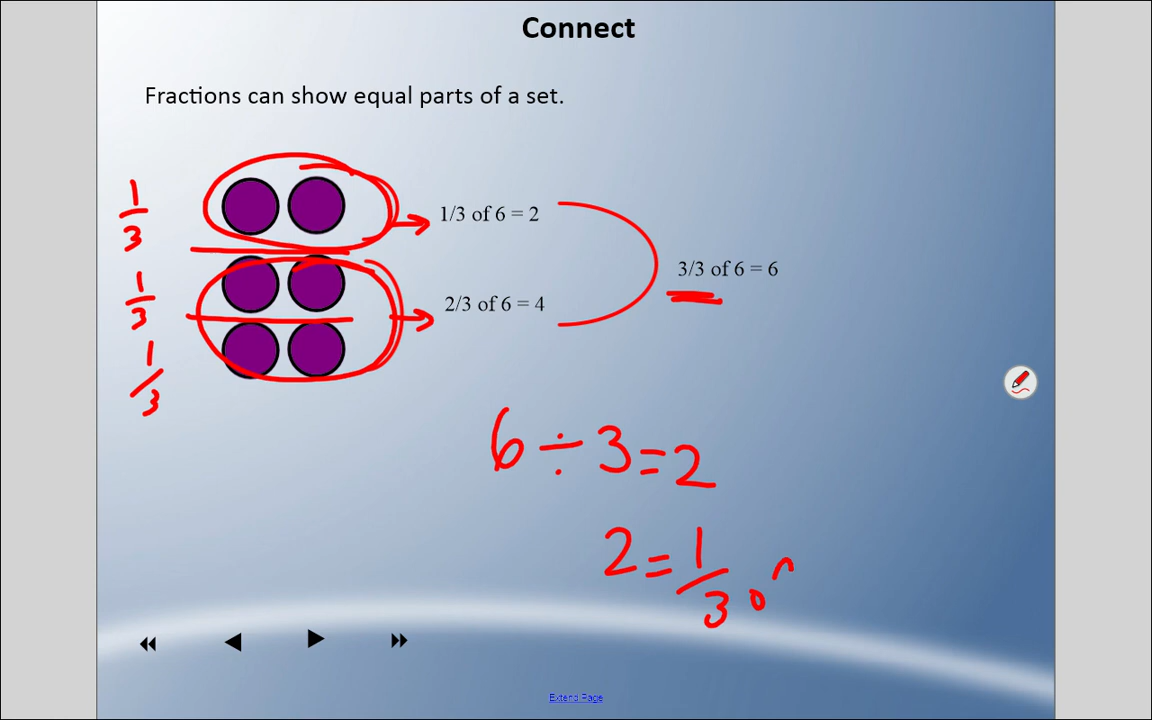 Connect
Fractions can show equal parts of a set.
1/3
1/3 of 6 = 2
3/3 of 6 = 6
1/3
2/3 of 6 = 4
1/3
6 ÷ 3 = 2
2 = 1/3
Extend Page